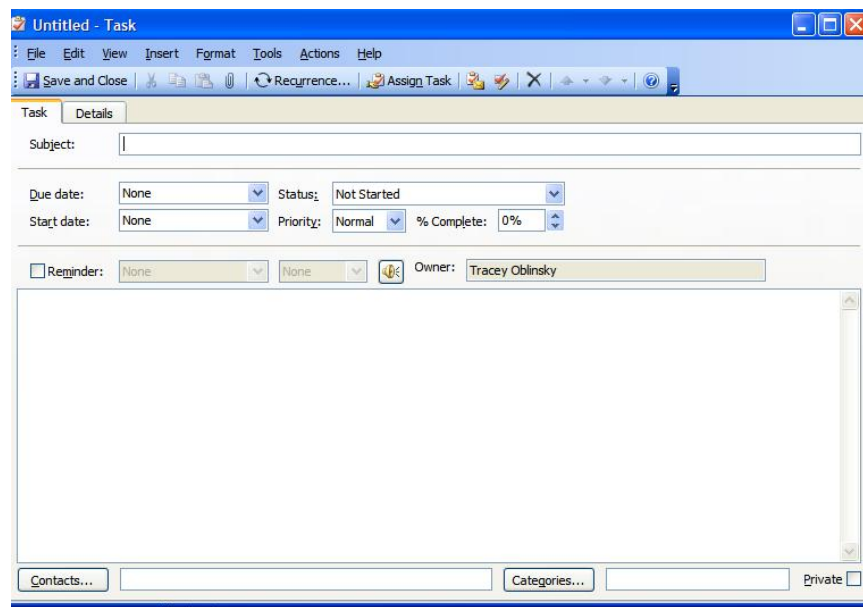 Untitled - Task
File Edit View Insert Format Tools Actions Help
Save and Close Recurrence... Assign Task
Task Details
Subject:
Due date: None Status: Not Started
Start date: None Priority: Normal % Complete: 0%
Reminder: None None Owner: Tracey Oblinsky
Contacts... Categories... Private